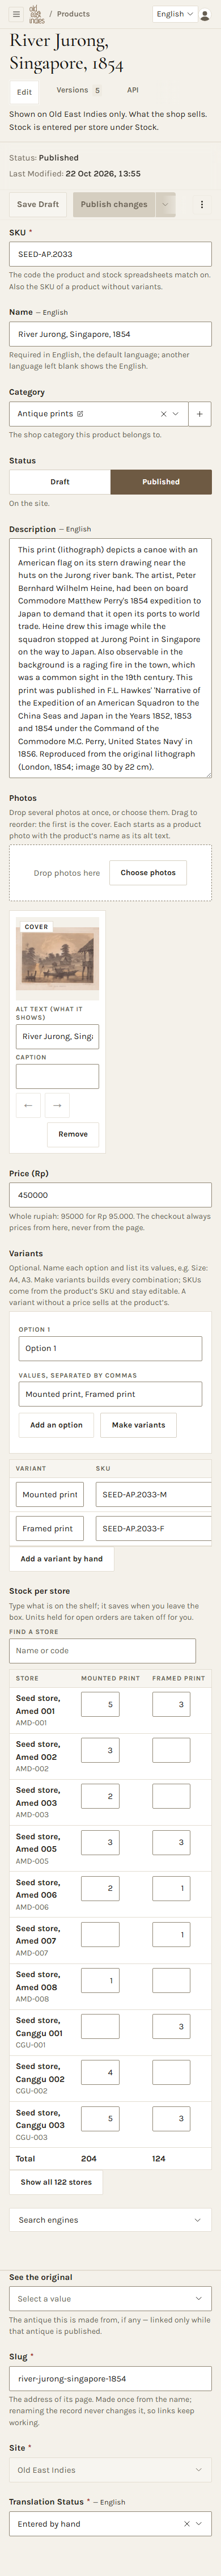 old east indies
/ Products
English
River Jurong,
Singapore, 1854
Edit
Versions 5
API
Shown on Old East Indies only. What the shop sells.
Stock is entered per store under Stock.
Status: Published
Last Modified: 22 Oct 2026, 13:55
Save Draft
Publish changes
SKU *
SEED-AP.2033
The code the product and stock spreadsheets match on.
Also the SKU of a product without variants.
Name — English
River Jurong, Singapore, 1854
Required in English, the default language; another
language left blank shows the English.
Category
Antique prints
The shop category this product belongs to.
Status
Draft
Published
On the site.
Description — English
This print (lithograph) depicts a canoe with an
American flag on its stern drawing near the
huts on the Jurong river bank. The artist, Peter
Bernhard Wilhelm Heine, had been on board
Commodore Matthew Perry's 1854 expedition to
Japan to demand that it open its ports to world
trade. Heine drew this image while the
squadron stopped at Jurong Point in Singapore
on the way to Japan. Also observable in the
background is a raging fire in the town, which
was a common sight in the 19th century. This
print was published in F.L. Hawkes' 'Narrative of
the Expedition of an American Squadron to the
China Seas and Japan in the Years 1852, 1853
and 1854 under the Command of the
Commodore M.C. Perry, United States Navy' in
1856. Reproduced from the original lithograph
(London, 1854; image 30 by 22 cm).
Photos
Drop several photos at once, or choose them. Drag to
reorder; the first is the cover. Each starts as a product
photo with the product's name as its alt text.
Drop photos here
Choose photos
COVER
ALT TEXT (WHAT IT
SHOWS)
River Jurong, Singa
CAPTION
← →
Remove
Price (Rp)
450000
Whole rupiah: 95000 for Rp 95.000. The checkout always
prices from here, never from the page.
Variants
Optional. Name each option and list its values, e.g. Size:
A4, A3. Make variants builds every combination; SKUs
come from the product's SKU and stay editable. A
variant without a price sells at the product's.
OPTION 1
Option 1
VALUES, SEPARATED BY COMMAS
Mounted print, Framed print
Add an option
Make variants
VARIANT SKU
Mounted print SEED-AP.2033-M
Framed print SEED-AP.2033-F
Add a variant by hand
Stock per store
Type what is on the shelf; it saves when you leave the
box. Units held for open orders are taken off for you.
FIND A STORE
Name or code
STORE MOUNTED PRINT FRAMED PRINT
Seed store,
Amed 001
AMD-001
5 3
Seed store,
Amed 002
AMD-002
3
Seed store,
Amed 003
AMD-003
2
Seed store,
Amed 005
AMD-005
3 3
Seed store,
Amed 006
AMD-006
2 1
Seed store,
Amed 007
AMD-007
1
Seed store,
Amed 008
AMD-008
1
Seed store,
Canggu 001
CGU-001
3
Seed store,
Canggu 002
CGU-002
4
Seed store,
Canggu 003
CGU-003
5 3
Total 204 124
Show all 122 stores
Search engines
See the original
Select a value
The antique this is made from, if any — linked only while
that antique is published.
Slug *
river-jurong-singapore-1854
The address of its page. Made once from the name;
renaming the record never changes it, so links keep
working.
Site *
Old East Indies
Translation Status * — English
Entered by hand